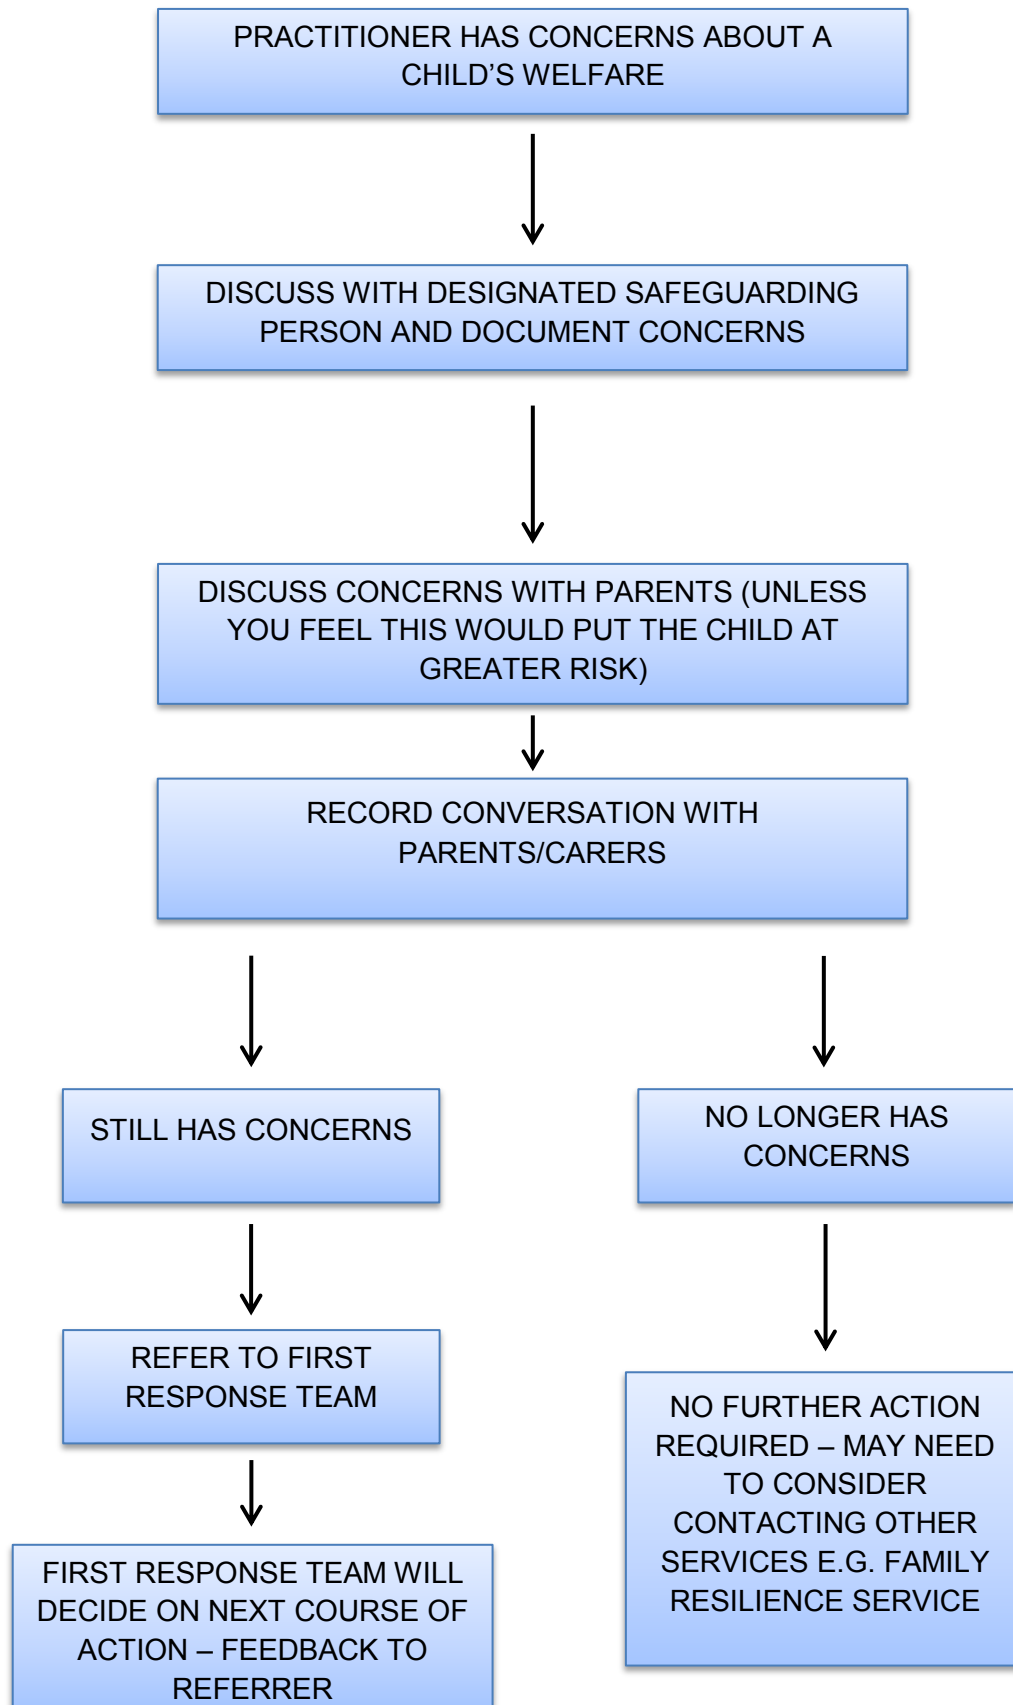 PRACTITIONER HAS CONCERNS ABOUT A
CHILD’S WELFARE
DISCUSS WITH DESIGNATED SAFEGUARDING
PERSON AND DOCUMENT CONCERNS
DISCUSS CONCERNS WITH PARENTS (UNLESS
YOU FEEL THIS WOULD PUT THE CHILD AT
GREATER RISK)
RECORD CONVERSATION WITH
PARENTS/CARERS
STILL HAS CONCERNS
REFER TO FIRST
RESPONSE TEAM
FIRST RESPONSE TEAM WILL
DECIDE ON NEXT COURSE OF
ACTION – FEEDBACK TO
REFERRER
NO LONGER HAS
CONCERNS
NO FURTHER ACTION
REQUIRED – MAY NEED
TO CONSIDER
CONTACTING OTHER
SERVICES E.G. FAMILY
RESILIENCE SERVICE